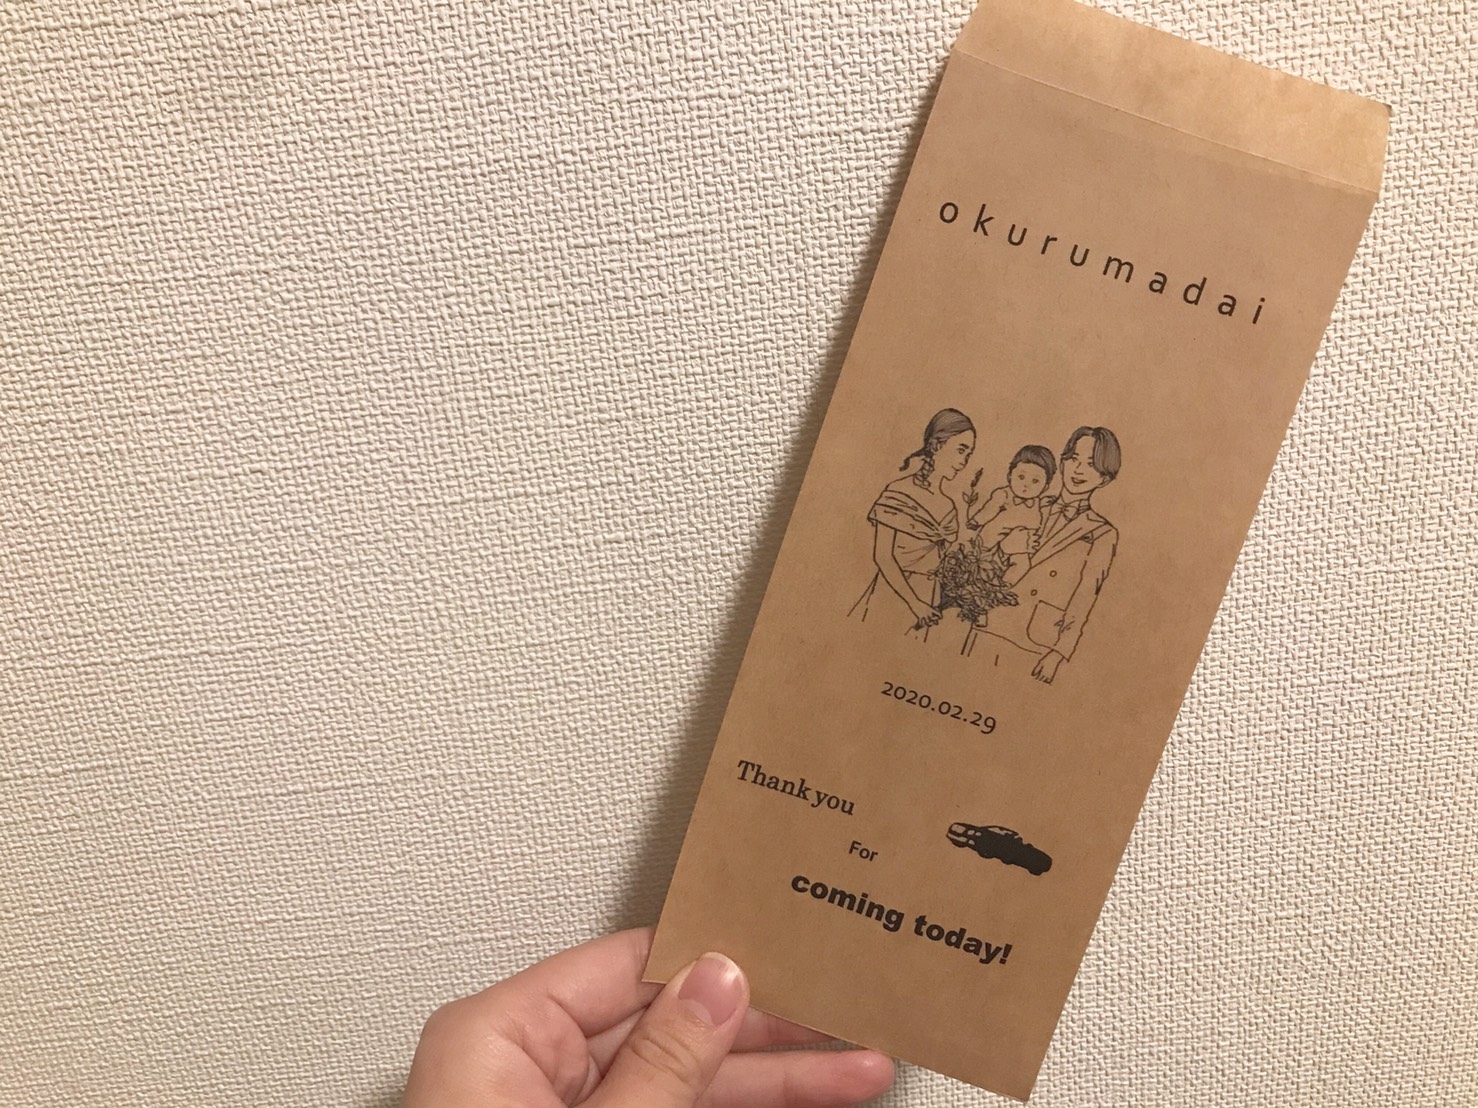 okurumadai
2020.02.29
Thank you
For
coming today!